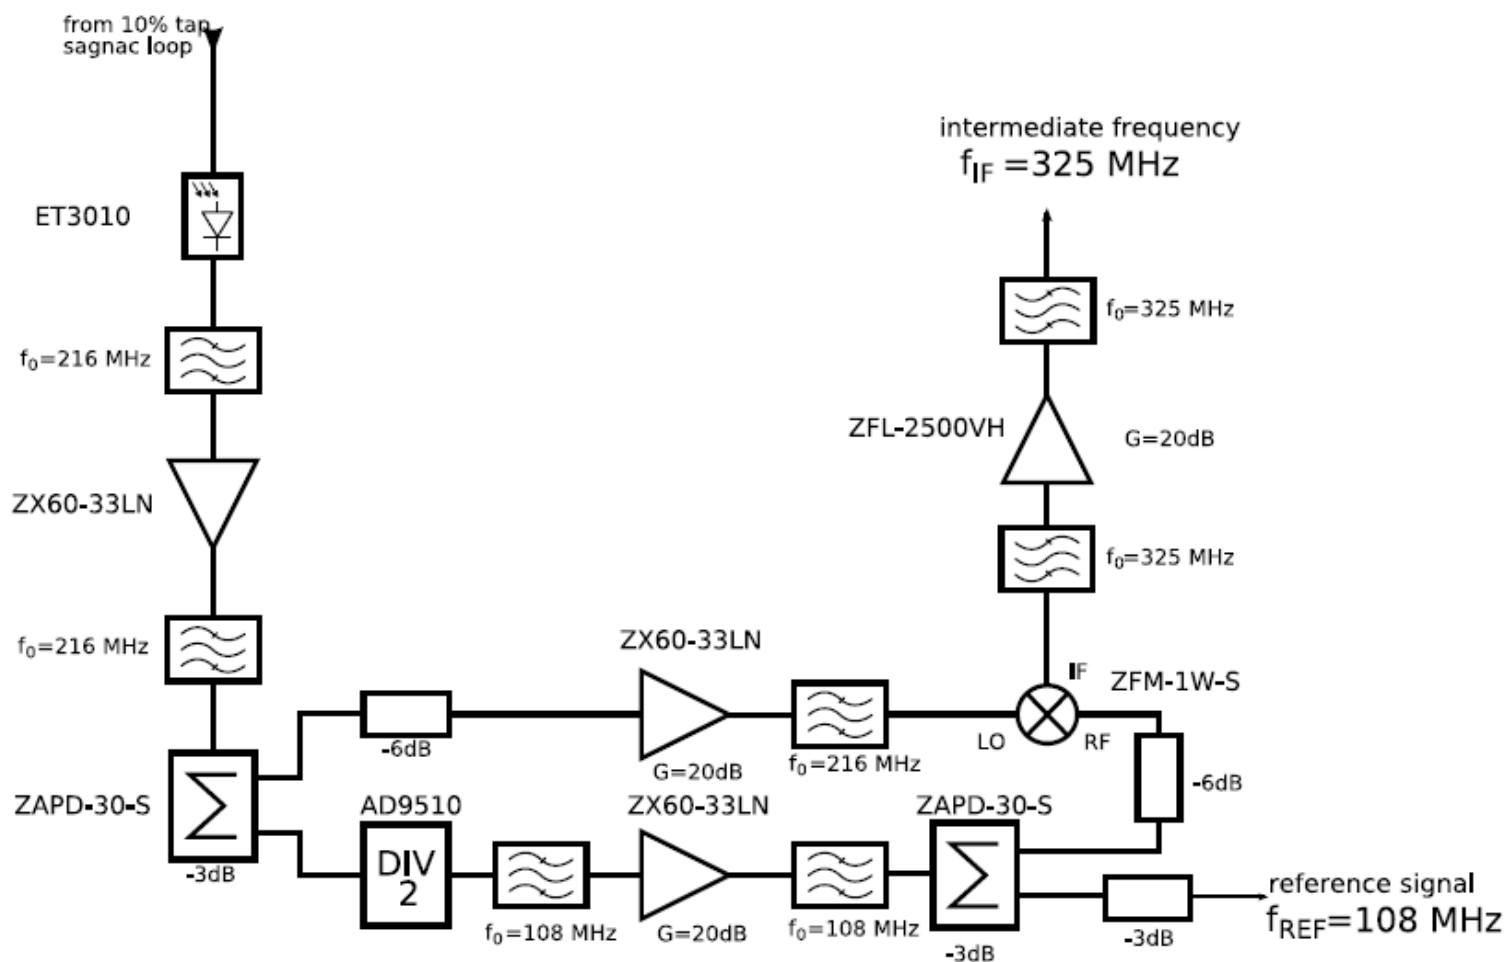 from 10% tap
sagnac loop
ET3010
f₀=216 MHz
ZX60-33LN
f₀=216 MHz
ZAPD-30-S
-3dB
-6dB
ZX60-33LN
G=20dB
f₀=216 MHz
AD9510
DIV
2
f₀=108 MHz
ZX60-33LN
G=20dB
f₀=108 MHz
ZAPD-30-S
-3dB
intermediate frequency
f_IF =325 MHz
f₀=325 MHz
ZFL-2500VH
G=20dB
f₀=325 MHz
IF
ZFM-1W-S
LO
RF
-6dB
-3dB
reference signal
f_REF=108 MHz